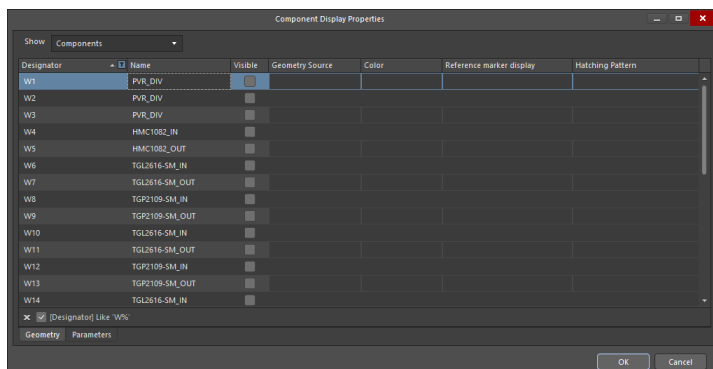 Component Display Properties
Show Components
Designator Name Visible Geometry Source Color Reference marker display Hatching Pattern
W1 PVR_DIV
W2 PVR_DIV
W3 PVR_DIV
W4 HMC1082_IN
W5 HMC1082_OUT
W6 TGL2616-SM_IN
W7 TGL2616-SM_OUT
W8 TGP2109-SM_IN
W9 TGP2109-SM_OUT
W10 TGL2616-SM_IN
W11 TGL2616-SM_OUT
W12 TGP2109-SM_IN
W13 TGP2109-SM_OUT
W14 TGL2616-SM_IN
[Designator] Like 'W%'
Geometry Parameters
OK Cancel